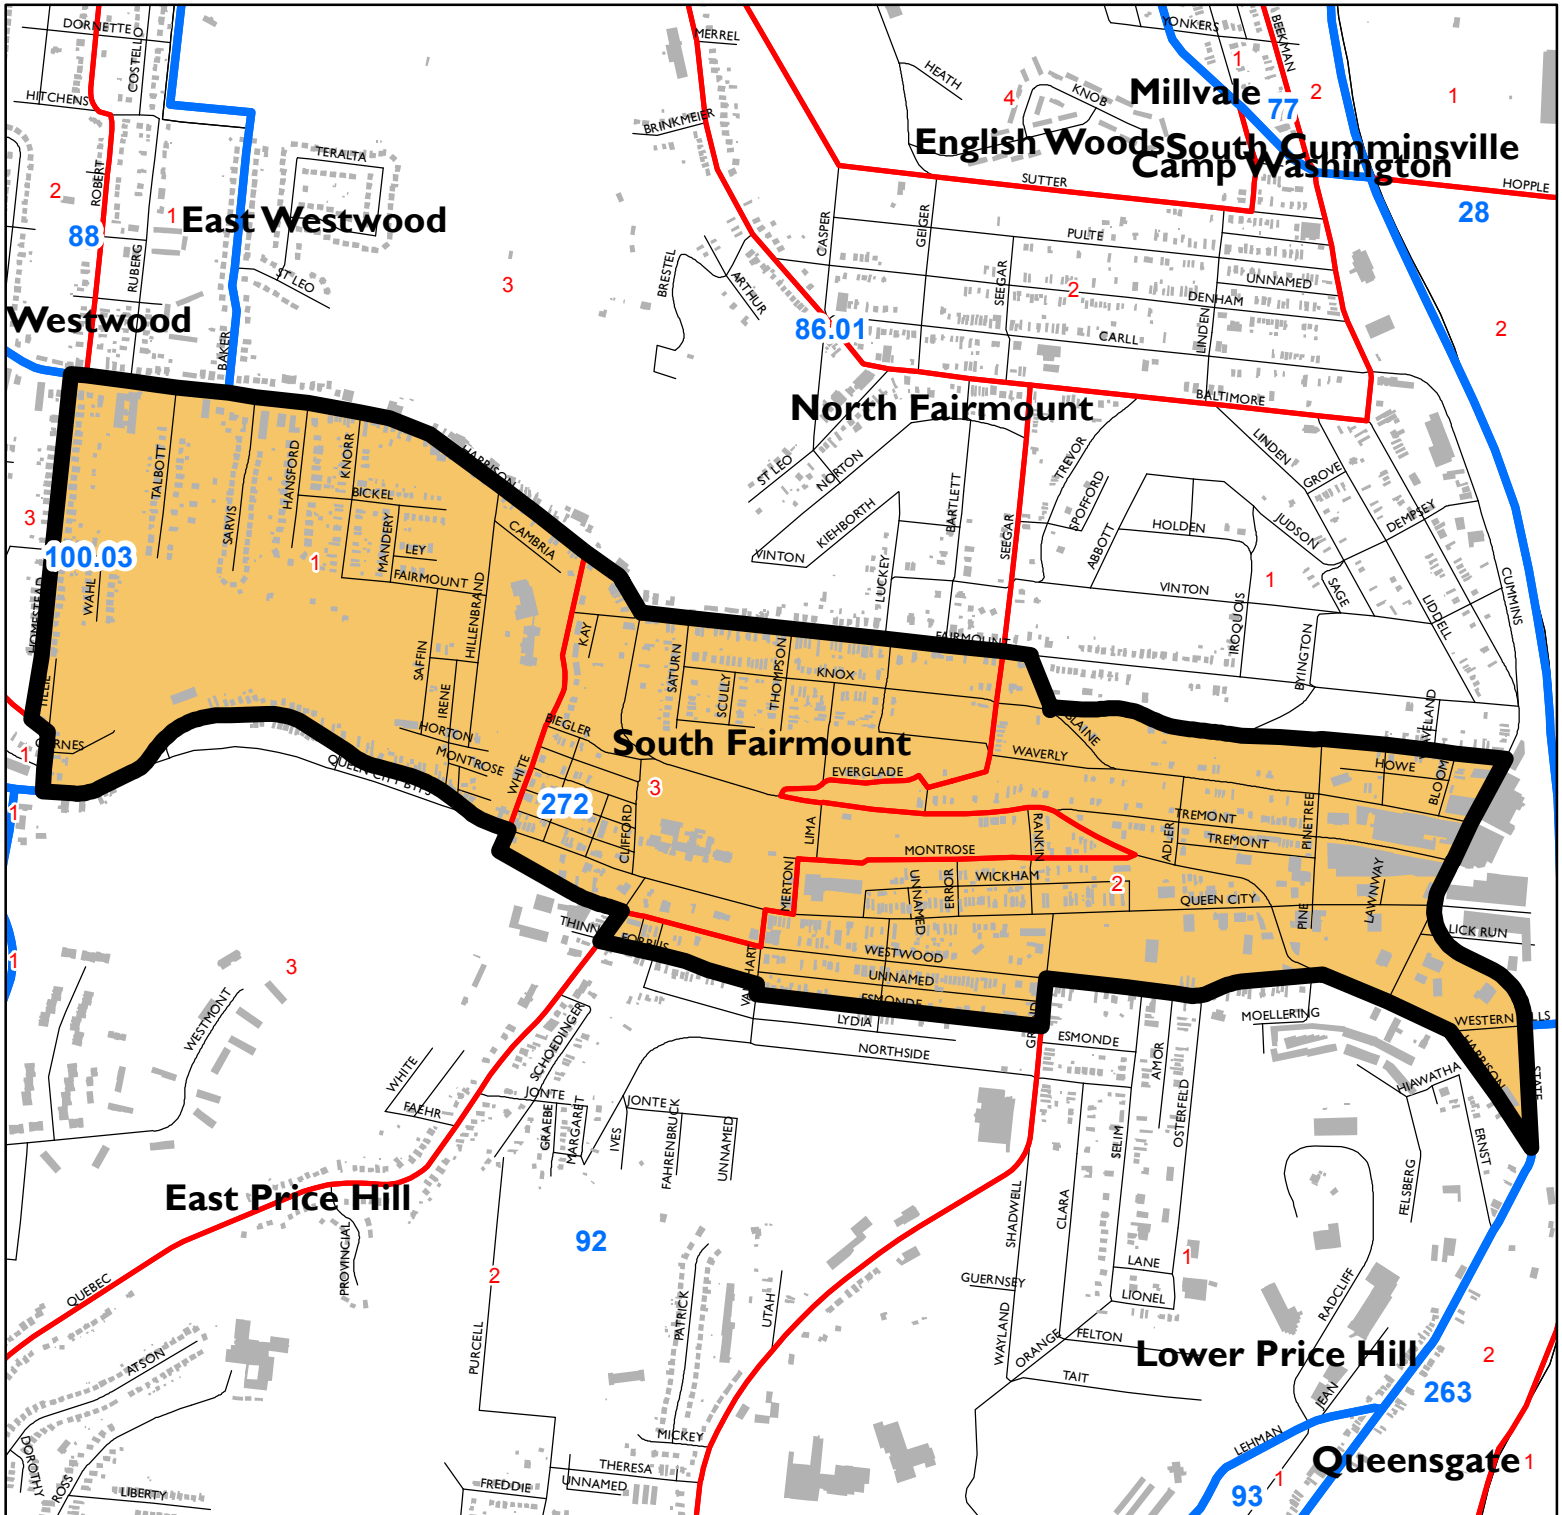 DORNETTE
COSTELLO
MERREL
HEATH
KNOB
YONKERS
BEEKMAN
1
2
1
4
HITCHENS
BRINKMEIER
Millvale
77
English Woods
South Cumminsville
Camp Washington
TERALTA
ROBERT
2
1
SUTTER
HOPPLE
28
88
East Westwood
RUBERG
ST LEO
3
BRESTEL
ARTHUR
CASPER
GEIGER
SEEGAR
PULTE
2
UNNAMED
DENHAM
LINDEN
CARLL
2
Westwood
BAKER
86.01
North Fairmount
BALTIMORE
TALBOTT
SARVIS
HANSFORD
KNORR
HARRISON
BICKEL
MANDERY
LEY
CAMBRIA
FAIRMOUNT
ST LEO
NORTON
KIEHBORTH
VINTON
LUCKEY
BARTLETT
SEEGAR
TREVOR
SPOFFORD
ABBOTT
HOLDEN
LINDEN
GROVE
JUDSON
DEMPSEY
3
100.03
1
HOMESTEAD
WAHL
VINTON
1
SAGE
LIDDELL
CUMMINS
IROQUOIS
BYINGTON
FAIRMOUNT
SAFFIN
HILLENBRAND
IRENE
KAY
SATURN
SCULLY
THOMPSON
KNOX
BLAINE
HORTON
MONTROSE
BIEGLER
WHITE
South Fairmount
EVERGLADE
WAVERLY
HOWE
BLOOM
1
QUEEN CITY
272
3
CLIFFORD
LIMA
MERTON
MONTROSE
RANKIN
TREMONT
TREMONT
ADLER
PINETREE
1
WICKHAM
UNNAMED
ERROR
2
QUEEN CITY
PINE
LAWNWAY
LICK RUN
FORBUS
WESTWOOD
UNNAMED
ESMONDE
1
3
WESTMONT
LYDIA
NORTHSIDE
ESMONDE
MOELLERING
WESTERN
HARRISON
STATE
SCHOEDINGER
WHITE
FAEHR
JONTE
GRAEBE
MARGARET
IVES
JONTE
FAHRENBRUCK
UNNAMED
AMOR
SELIM
OSTERFELD
HIAWATHA
ERNST
FELSBERG
East Price Hill
PROVINCIAL
QUEBEC
92
2
PURCELL
PATRICK
UTAH
SHADWELL
CLARA
GUERNSEY
WAYLAND
ORANGE
FELTON
TAIT
LANE
1
LIONEL
RADCLIFF
Lower Price Hill
2
263
JEAN
LEHMAN
ATSON
DOROTHY
ROSS
LIBERTY
MICKEY
THERESA
UNNAMED
FREDDIE
Queensgate
1
93
1